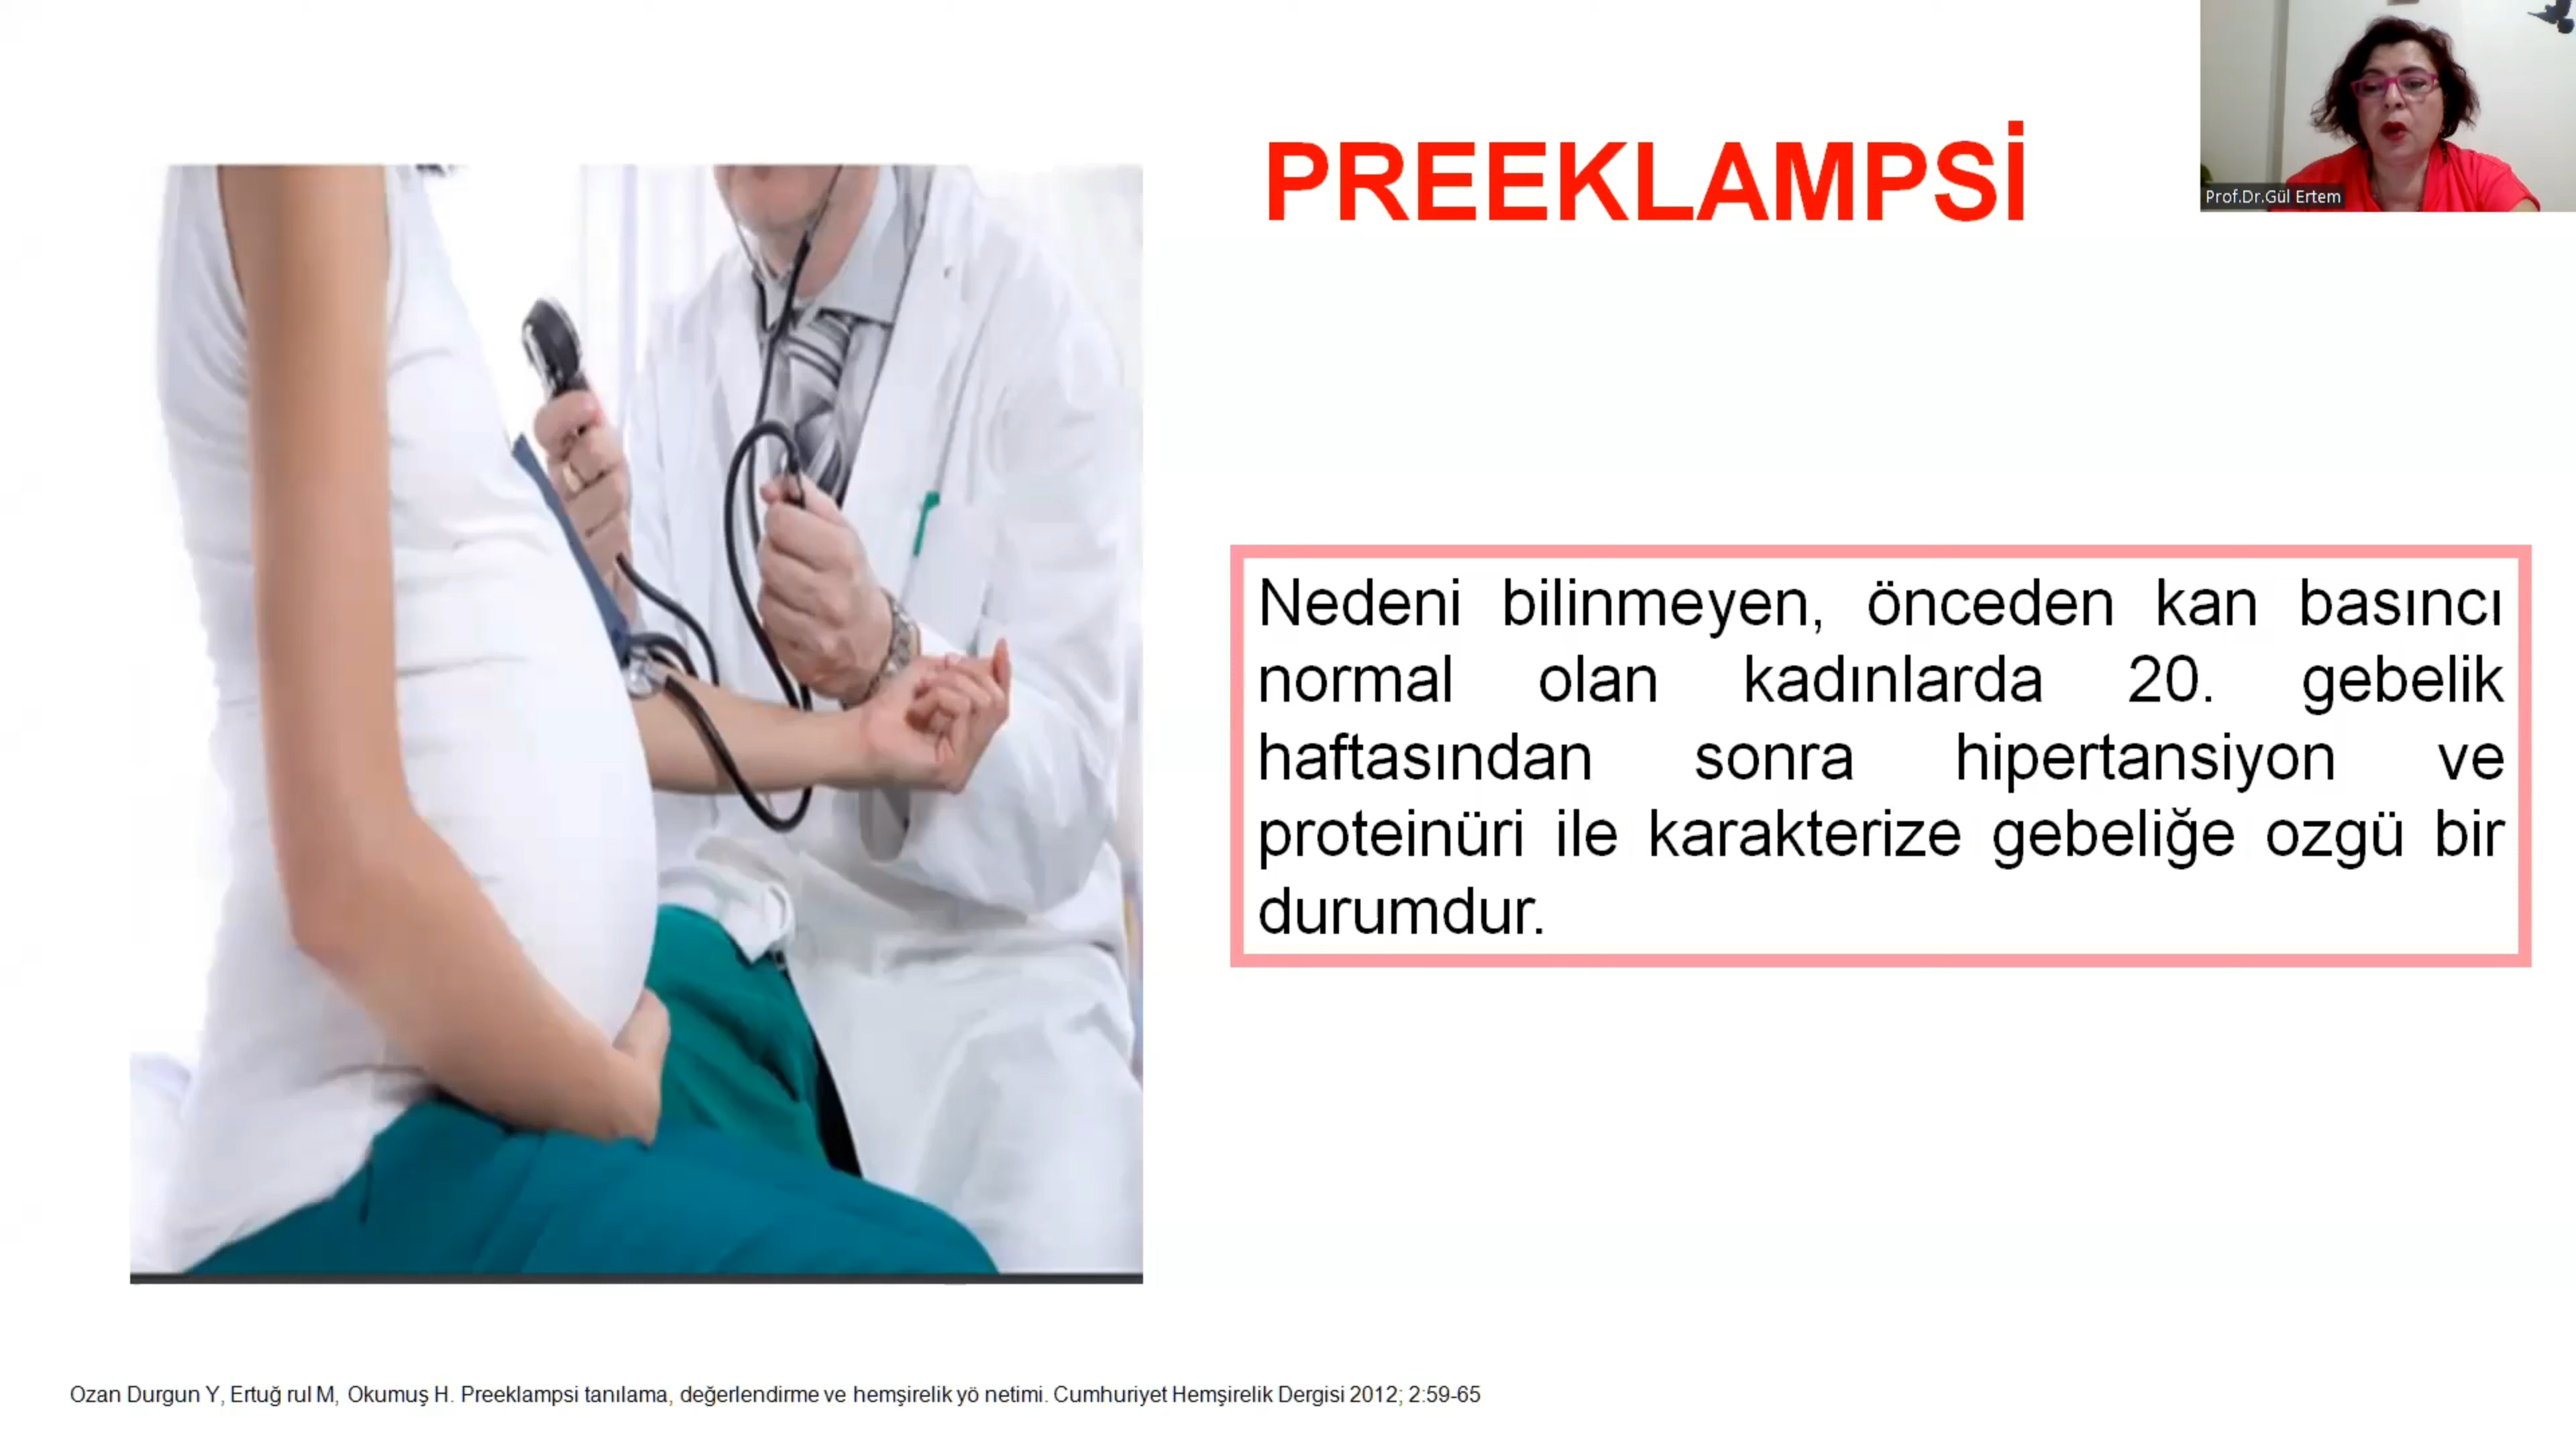 PREEKLAMPSİ
Prof.Dr.Gül Ertem
Nedeni bilinmeyen, önceden kan basıncı
normal olan kadınlarda 20. gebelik
haftasından sonra hipertansiyon ve
proteinüri ile karakterize gebeliğe ozgü bir
durumdur.
Ozan Durgun Y, Ertuğ rul M, Okumuş H. Preeklampsi tanılama, değerlendirme ve hemşirelik yö netimi. Cumhuriyet Hemşirelik Dergisi 2012; 2:59-65